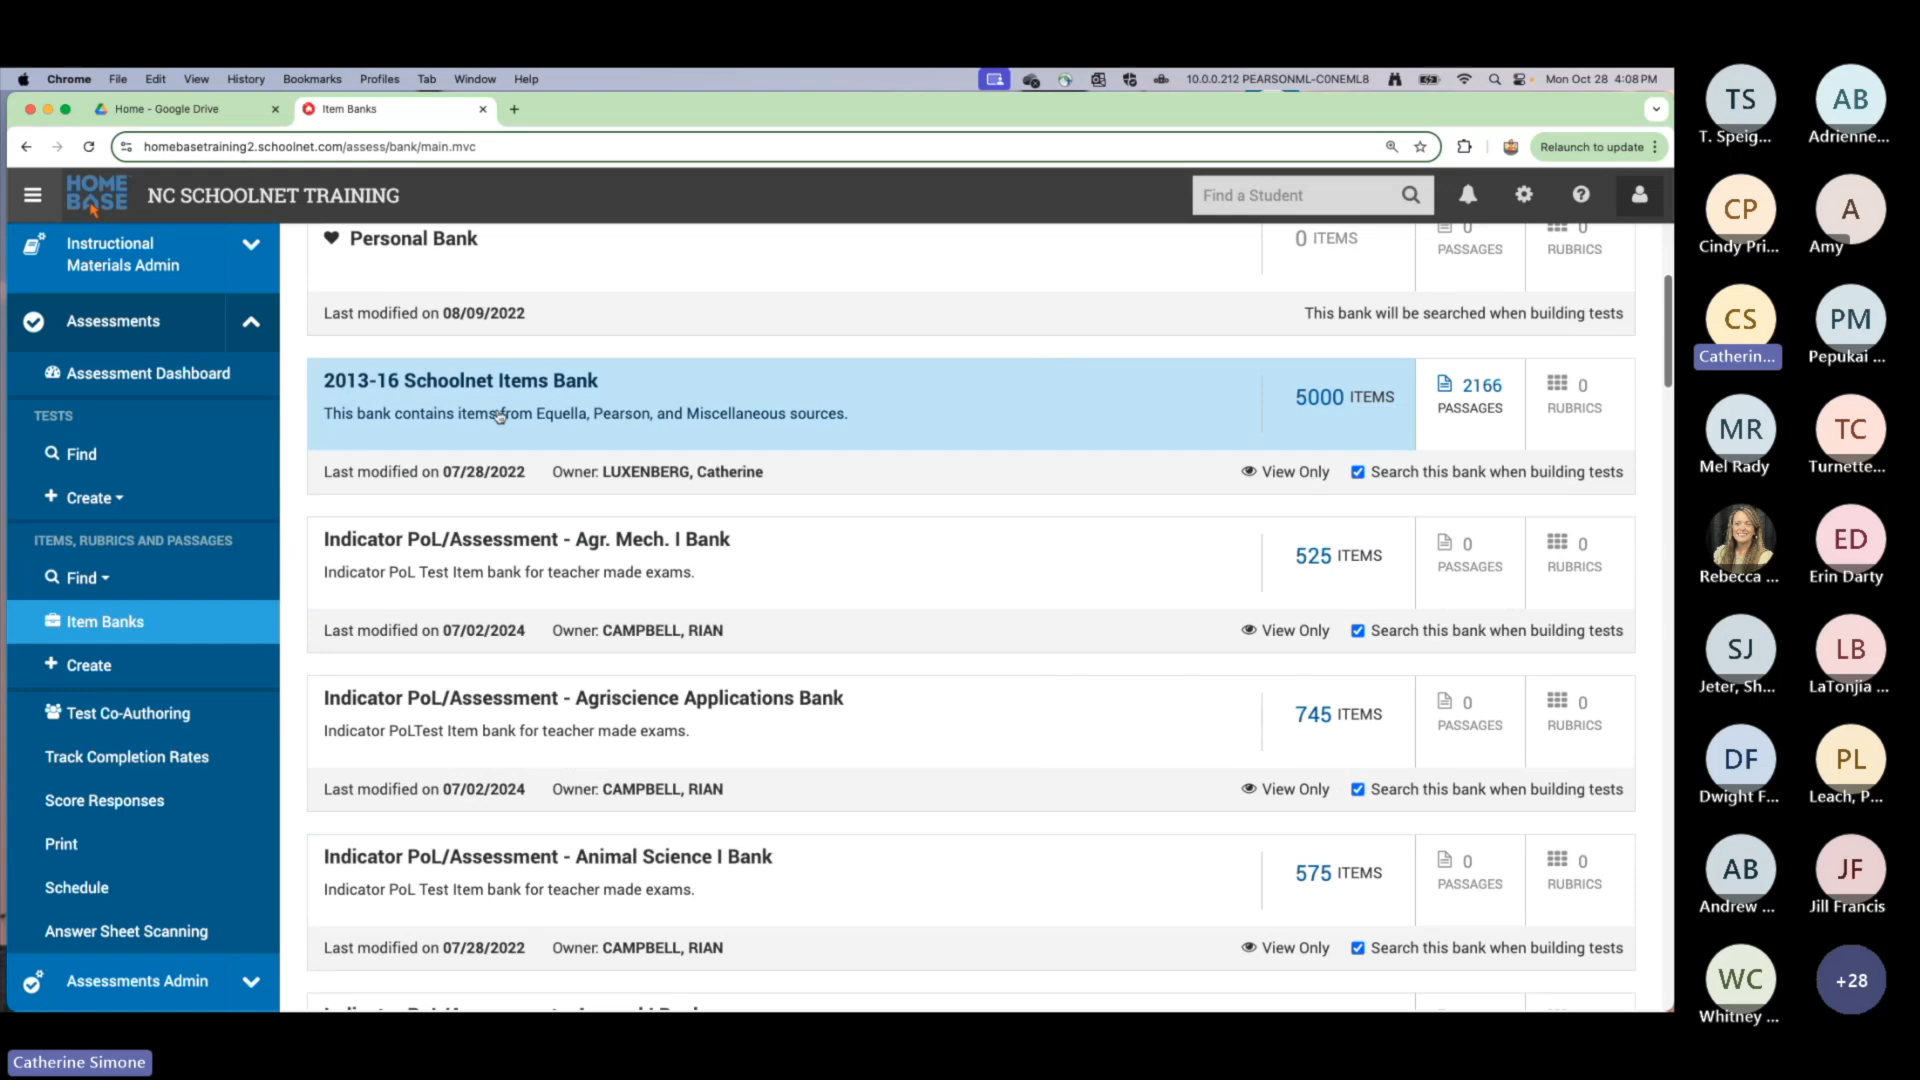 Chrome File Edit View History Bookmarks Profiles Tab Window Help
10.0.0.212 PEARSONML-C0NEML8 Mon Oct 28 4:08 PM
Home - Google Drive
Item Banks
homebasetraining2.schoolnet.com/assess/bank/main.mvc
Relaunch to update
HOME BASE
NC SCHOOLNET TRAINING
Find a Student
Instructional
Materials Admin
Assessments
Assessment Dashboard
TESTS
Find
Create
ITEMS, RUBRICS AND PASSAGES
Find
Item Banks
Create
Test Co-Authoring
Track Completion Rates
Score Responses
Print
Schedule
Answer Sheet Scanning
Assessments Admin
Personal Bank
0 ITEMS
0 PASSAGES
0 RUBRICS
Last modified on 08/09/2022
This bank will be searched when building tests
2013-16 Schoolnet Items Bank
This bank contains items from Equella, Pearson, and Miscellaneous sources.
5000 ITEMS
2166 PASSAGES
0 RUBRICS
Last modified on 07/28/2022 Owner: LUXENBERG, Catherine
View Only Search this bank when building tests
Indicator PoL/Assessment - Agr. Mech. I Bank
Indicator PoL Test Item bank for teacher made exams.
525 ITEMS
0 PASSAGES
0 RUBRICS
Last modified on 07/02/2024 Owner: CAMPBELL, RIAN
View Only Search this bank when building tests
Indicator PoL/Assessment - Agriscience Applications Bank
Indicator PoLTest Item bank for teacher made exams.
745 ITEMS
0 PASSAGES
0 RUBRICS
Last modified on 07/02/2024 Owner: CAMPBELL, RIAN
View Only Search this bank when building tests
Indicator PoL/Assessment - Animal Science I Bank
Indicator PoL Test Item bank for teacher made exams.
575 ITEMS
0 PASSAGES
0 RUBRICS
Last modified on 07/28/2022 Owner: CAMPBELL, RIAN
View Only Search this bank when building tests
TS
T. Speig...
AB
Adrienne...
CP
Cindy Pri...
A
Amy
CS
Catherin...
PM
Pepukai ...
MR
Mel Rady
TC
Turnette...
Rebecca ...
ED
Erin Darty
SJ
Jeter, Sh...
LB
LaTonjia ...
DF
Dwight F...
PL
Leach, P...
AB
Andrew ...
JF
Jill Francis
WC
Whitney ...
+28
Catherine Simone